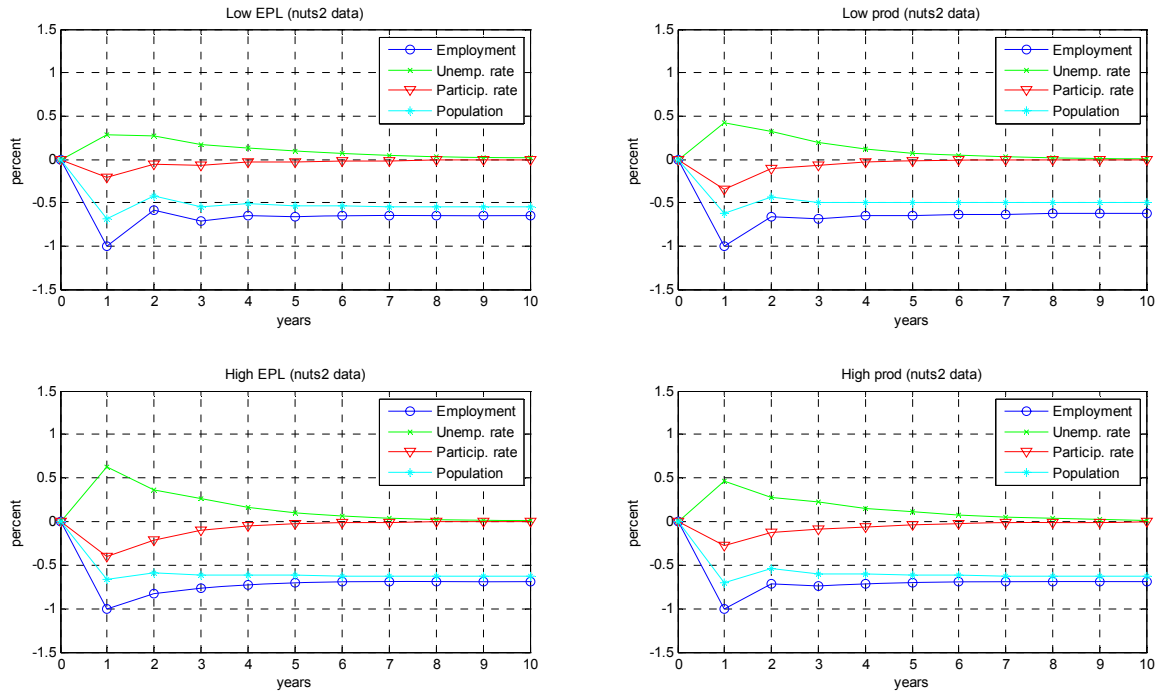 Low EPL (nuts2 data)
1.5
1
0.5
0
-0.5
-1
-1.5
percent
0 1 2 3 4 5 6 7 8 9 10
years
Employment
Unemp. rate
Particip. rate
Population
Low prod (nuts2 data)
1.5
1
0.5
0
-0.5
-1
-1.5
percent
0 1 2 3 4 5 6 7 8 9 10
years
Employment
Unemp. rate
Particip. rate
Population
High EPL (nuts2 data)
1.5
1
0.5
0
-0.5
-1
-1.5
percent
0 1 2 3 4 5 6 7 8 9 10
years
Employment
Unemp. rate
Particip. rate
Population
High prod (nuts2 data)
1.5
1
0.5
0
-0.5
-1
-1.5
percent
0 1 2 3 4 5 6 7 8 9 10
years
Employment
Unemp. rate
Particip. rate
Population